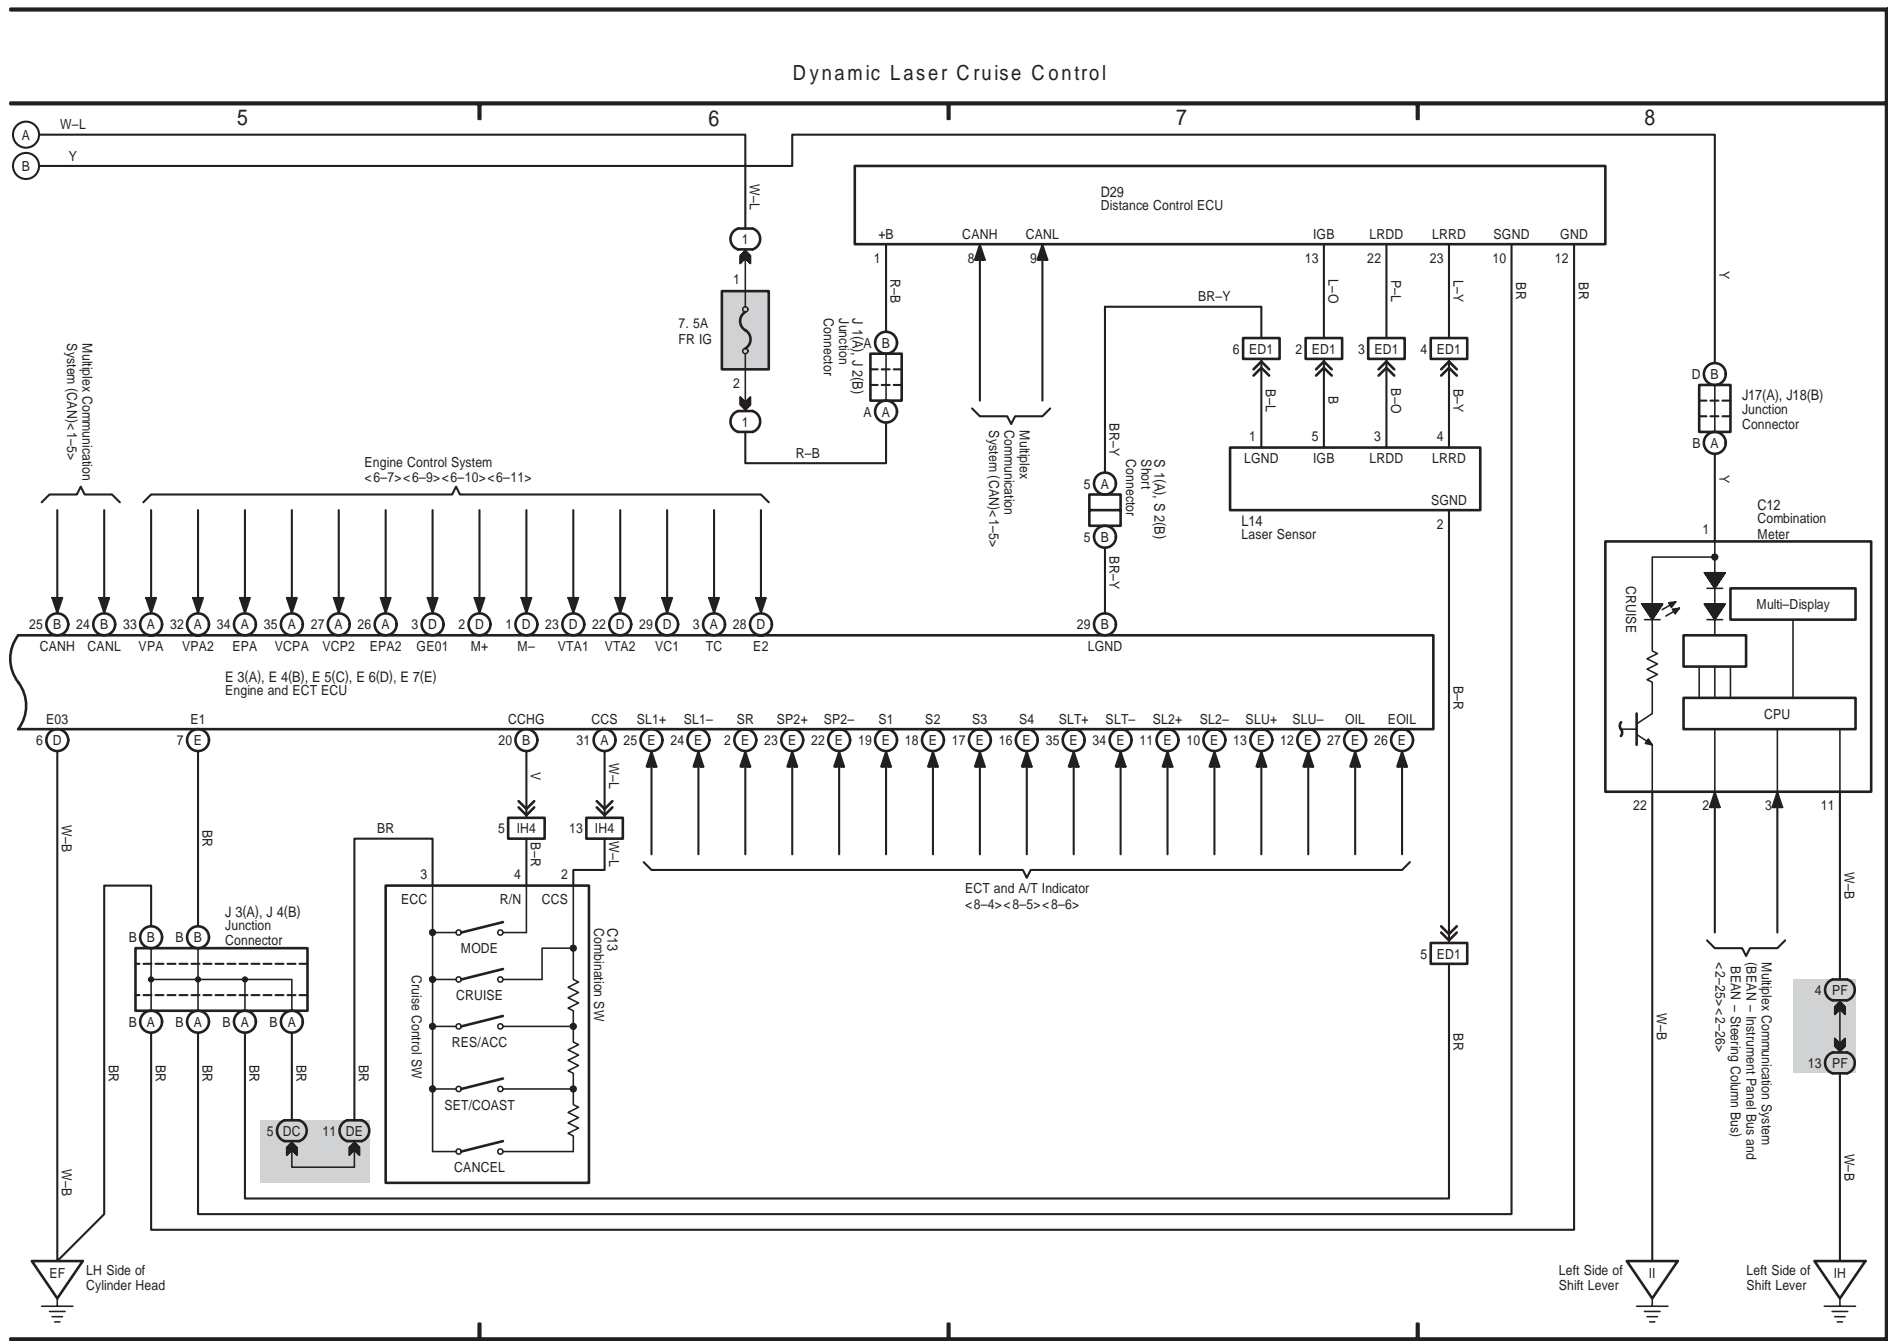 Dynamic Laser Cruise Control
5
6
7
8
A
W–L
B
Y
W–L
1
1
7. 5A
FR IG
2
1
R–B
D29
Distance Control ECU
+B
CANH
CANL
IGB
LRDD
LRRD
SGND
GND
1
8
9
13
22
23
10
12
R–B
L–O
P–L
L–Y
BR
BR
Y
J 1(A), J 2(B)
Junction
Connector
A
B
A
A
Multiplex
Communication
System (CAN)<1–5>
BR–Y
6
ED1
2
ED1
3
ED1
4
ED1
B–L
B
B–O
B–Y
1
5
3
4
LGND
IGB
LRDD
LRRD
SGND
2
L14
Laser Sensor
BR–Y
5
A
S 1(A), S 2(B)
Short
Connector
5
B
BR–Y
D
B
J17(A), J18(B)
Junction
Connector
B
A
Y
C12
Combination
Meter
1
CRUISE
Multi–Display
CPU
22
2
3
11
Multiplex Communication
System (CAN)<1–5>
Engine Control System
<6–7><6–9><6–10><6–11>
25
B
24
B
33
A
32
A
34
A
35
A
27
A
26
A
3
D
2
D
1
D
23
D
22
D
29
D
3
A
28
D
29
B
CANH
CANL
VPA
VPA2
EPA
VCPA
VCP2
EPA2
GE01
M+
M–
VTA1
VTA2
VC1
TC
E2
LGND
E 3(A), E 4(B), E 5(C), E 6(D), E 7(E)
Engine and ECT ECU
E03
E1
CCHG
CCS
SL1+
SL1–
SR
SP2+
SP2–
S1
S2
S3
S4
SLT+
SLT–
SL2+
SL2–
SLU+
SLU–
OIL
EOIL
6
D
7
E
20
B
31
A
25
E
24
E
2
E
23
E
22
E
19
E
18
E
17
E
16
E
35
E
34
E
11
E
10
E
13
E
12
E
27
E
26
E
B–R
W–B
BR
V
W–L
5
IH4
13
IH4
B–R
W–L
BR
3
4
2
ECC
R/N
CCS
MODE
CRUISE
RES/ACC
SET/COAST
CANCEL
Cruise Control SW
C13
Combination SW
ECT and A/T Indicator
<8–4><8–5><8–6>
J 3(A), J 4(B)
Junction
Connector
B
B
B
B
B
A
B
A
B
A
B
A
BR
BR
BR
BR
BR
BR
5
DC
11
DE
5
ED1
BR
W–B
W–B
W–B
Multiplex Communication System
(BEAN – Instrument Panel Bus and
BEAN – Steering Column Bus)
<2–25><2–26>
4
PF
13
PF
W–B
W–B
EF
LH Side of
Cylinder Head
Left Side of
Shift Lever
II
Left Side of
Shift Lever
IH